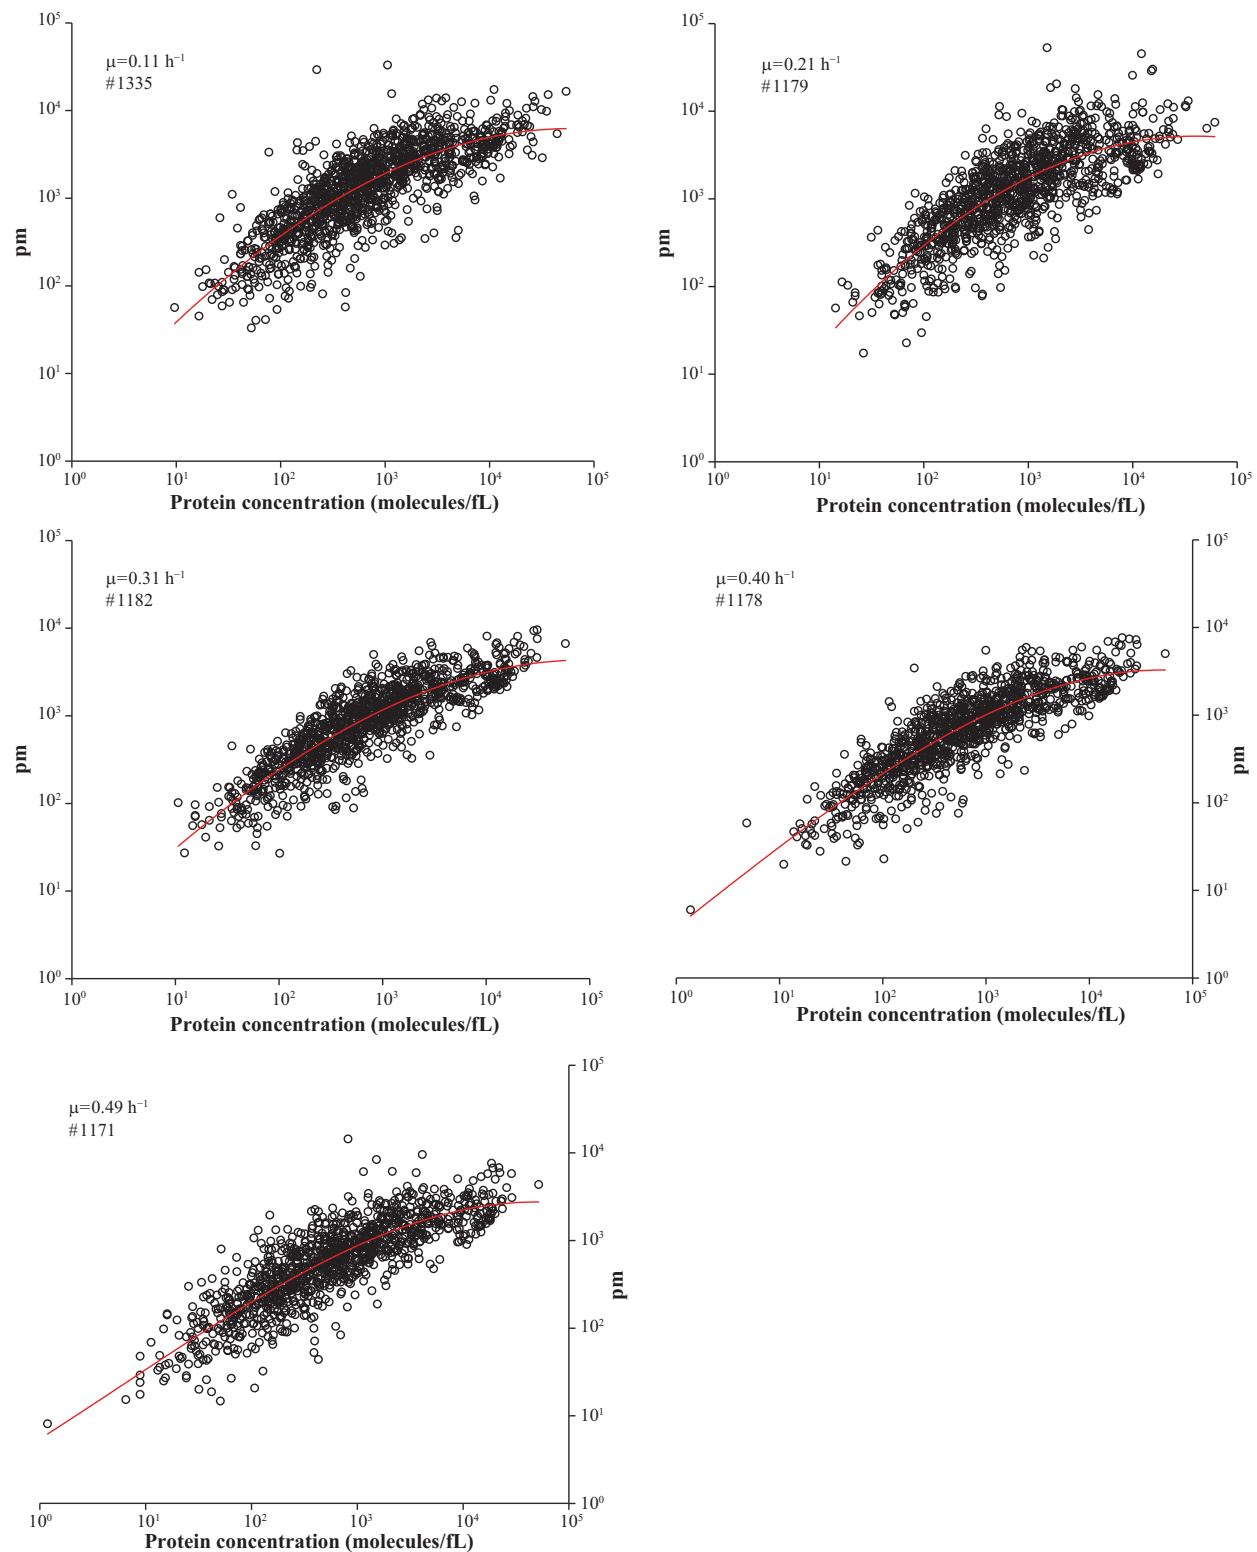 10⁵
μ=0.11 h⁻¹
#1335
10⁴
10³
pm
10²
10¹
10⁰
10⁰ 10¹ 10² 10³ 10⁴ 10⁵
Protein concentration (molecules/fL)
10⁵
μ=0.21 h⁻¹
#1179
10⁴
10³
pm
10²
10¹
10⁰
10⁰ 10¹ 10² 10³ 10⁴ 10⁵
Protein concentration (molecules/fL)
10⁵
μ=0.31 h⁻¹
#1182
10⁴
10³
pm
10²
10¹
10⁰
10⁰ 10¹ 10² 10³ 10⁴ 10⁵
Protein concentration (molecules/fL)
10⁵
μ=0.40 h⁻¹
#1178
10⁴
10³
pm
10²
10¹
10⁰
10⁰ 10¹ 10² 10³ 10⁴ 10⁵
Protein concentration (molecules/fL)
10⁵
μ=0.49 h⁻¹
#1171
10⁴
10³
pm
10²
10¹
10⁰
10⁰ 10¹ 10² 10³ 10⁴ 10⁵
Protein concentration (molecules/fL)